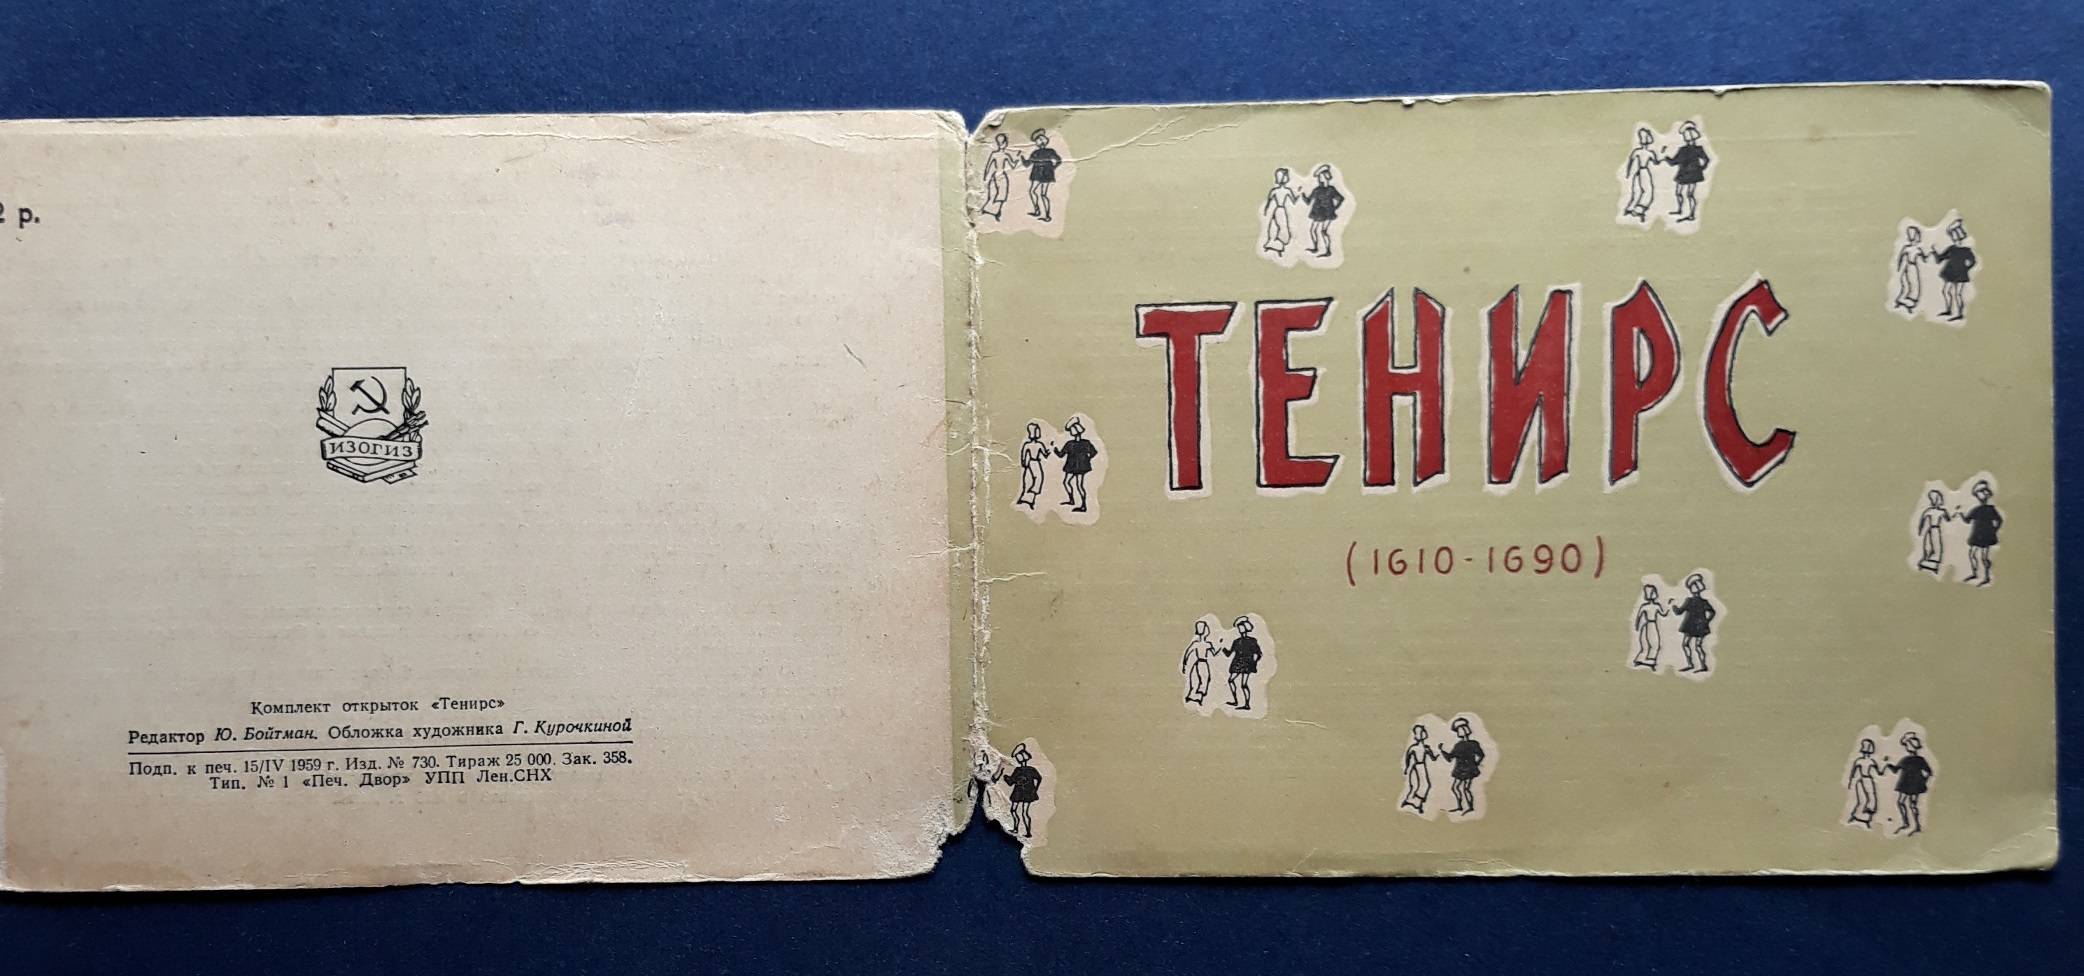 2 р.
ИЗОГИЗ
Комплект открыток «Тенирс»
Редактор Ю. Бойтман. Обложка художника Г. Курочкиной
Подп. к печ. 15/IV 1959 г. Изд. № 730. Тираж 25 000. Зак. 358.
Тип. № 1 «Печ. Двор» УПП Лен.СНХ
ТЕНИРС
(1610-1690)